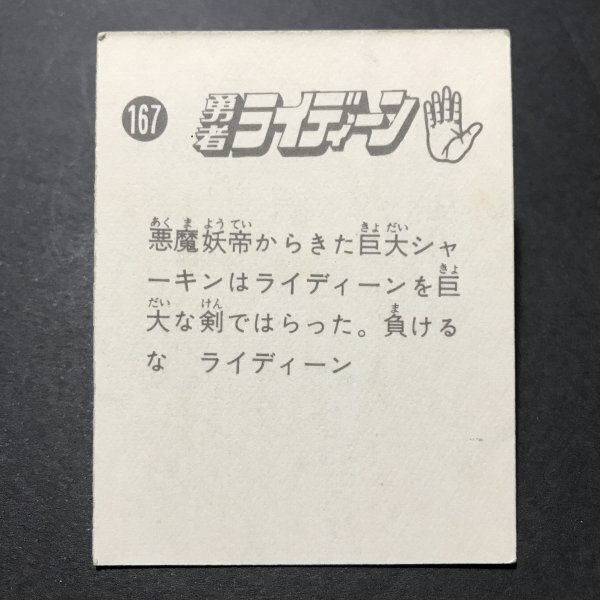 167
勇者ライディーン
悪魔妖帝からきた巨大シャ
ーキンはライディーンを巨
大な剣ではらった。負ける
な　ライディーン